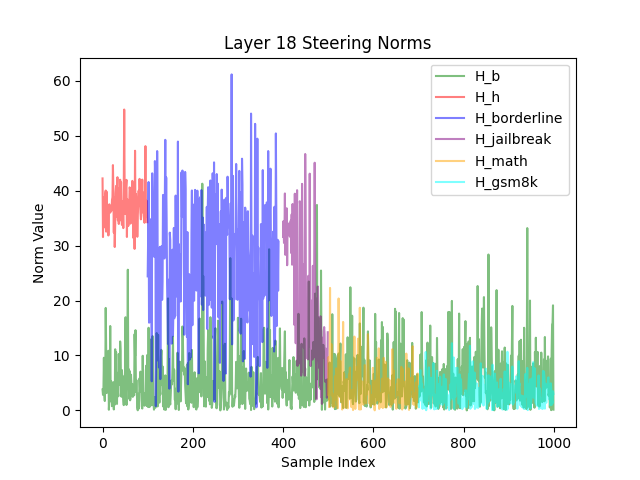 Layer 18 Steering Norms
H_b
H_h
H_borderline
H_jailbreak
H_math
H_gsm8k
60
50
40
30
20
10
0
Norm Value
0 200 400 600 800 1000
Sample Index